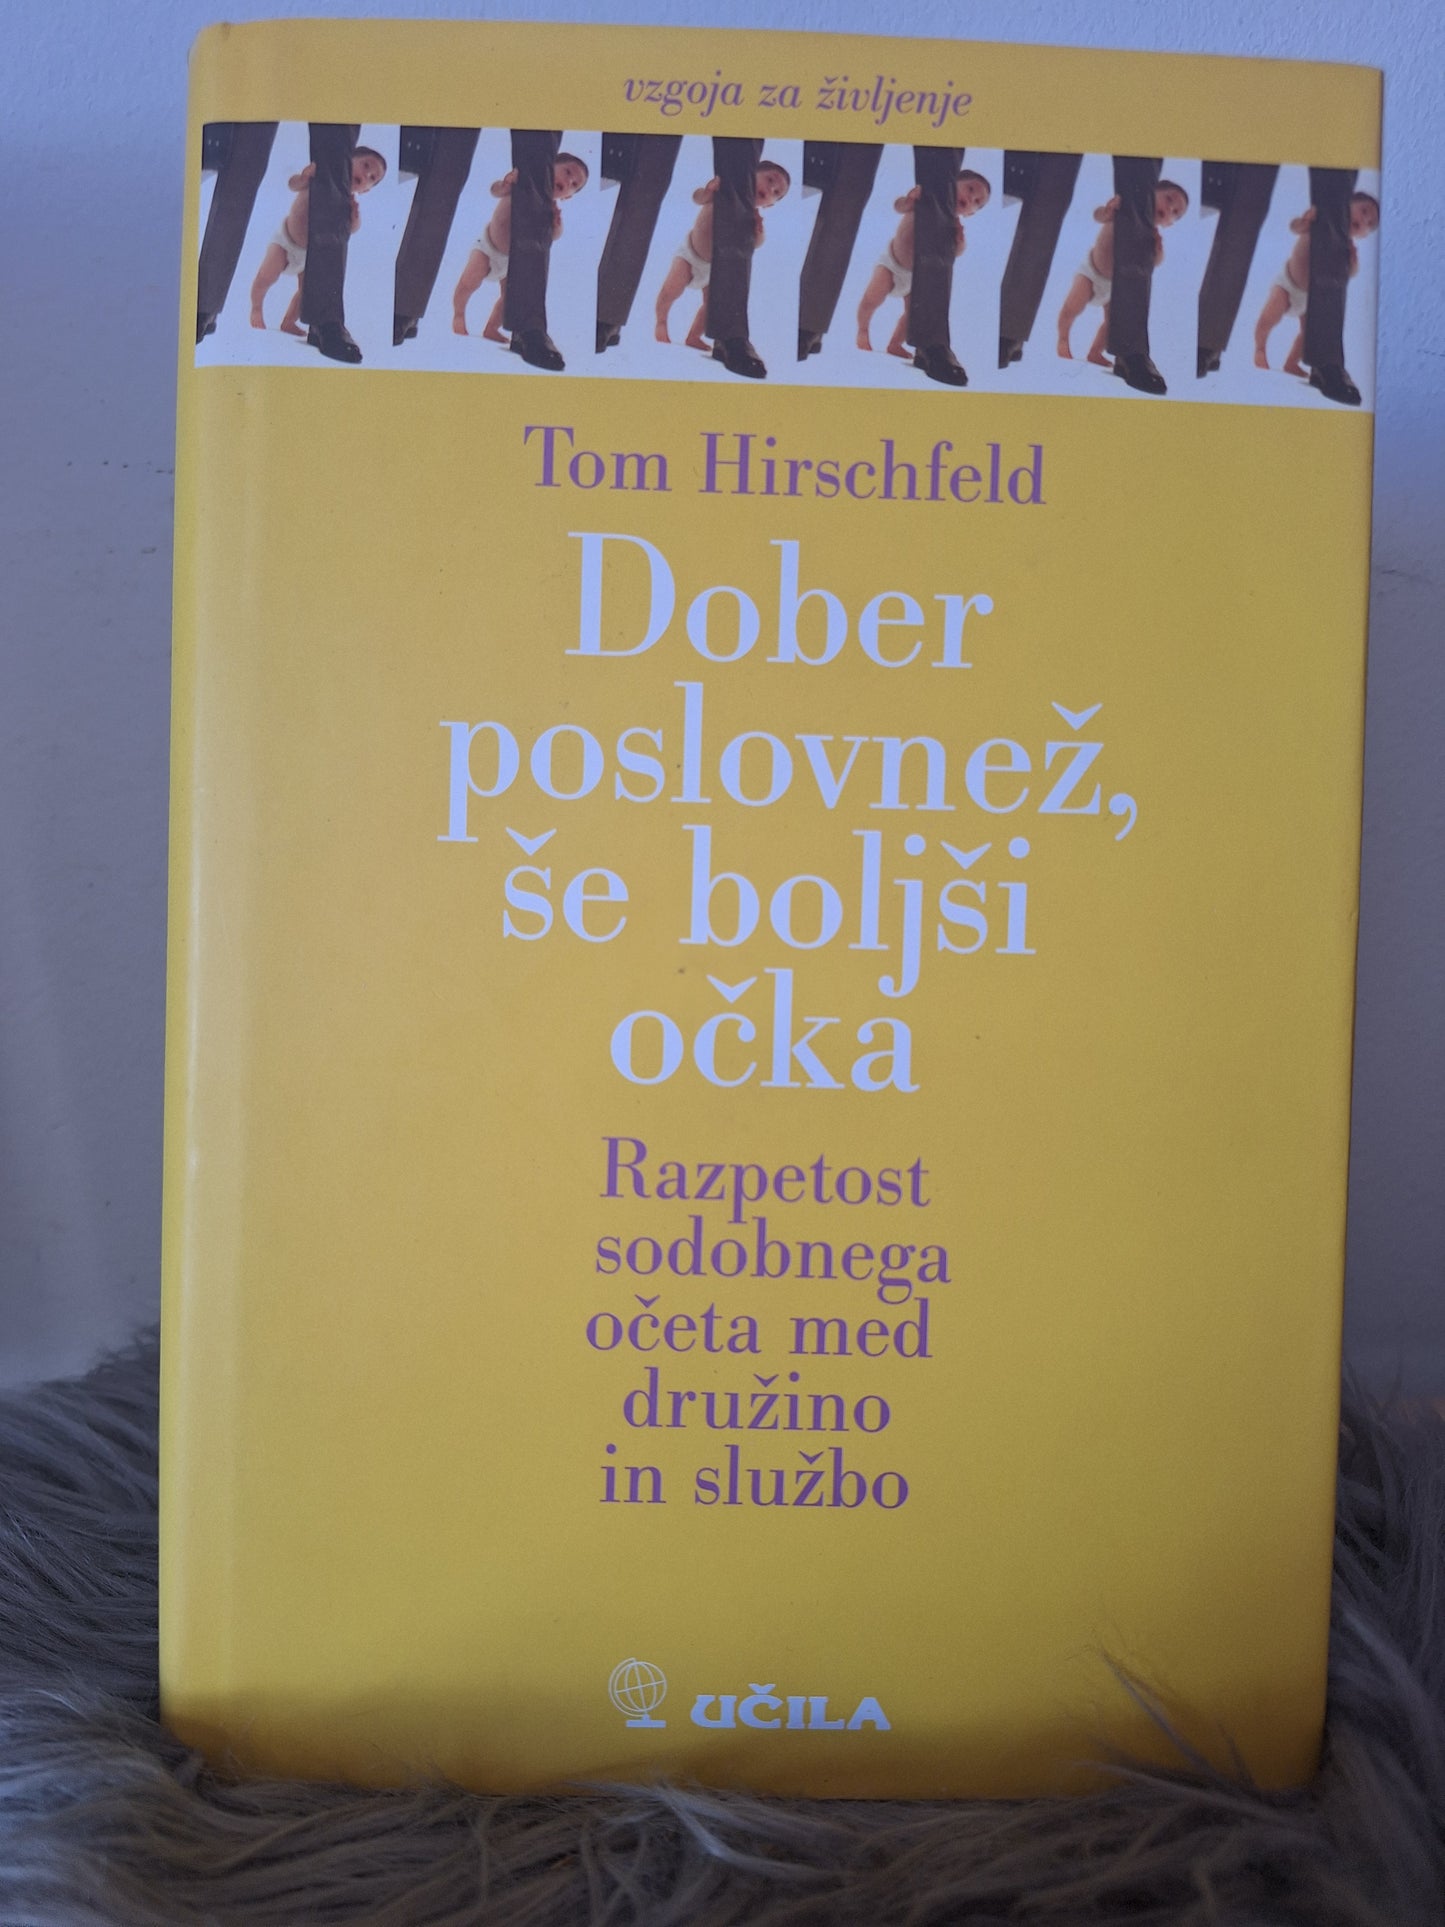 vzgoja za življenje
Tom Hirschfeld
Dober
poslovnež,
še boljši
očka
Razpetost
sodobnega
očeta med
družino
in službo
UČILA